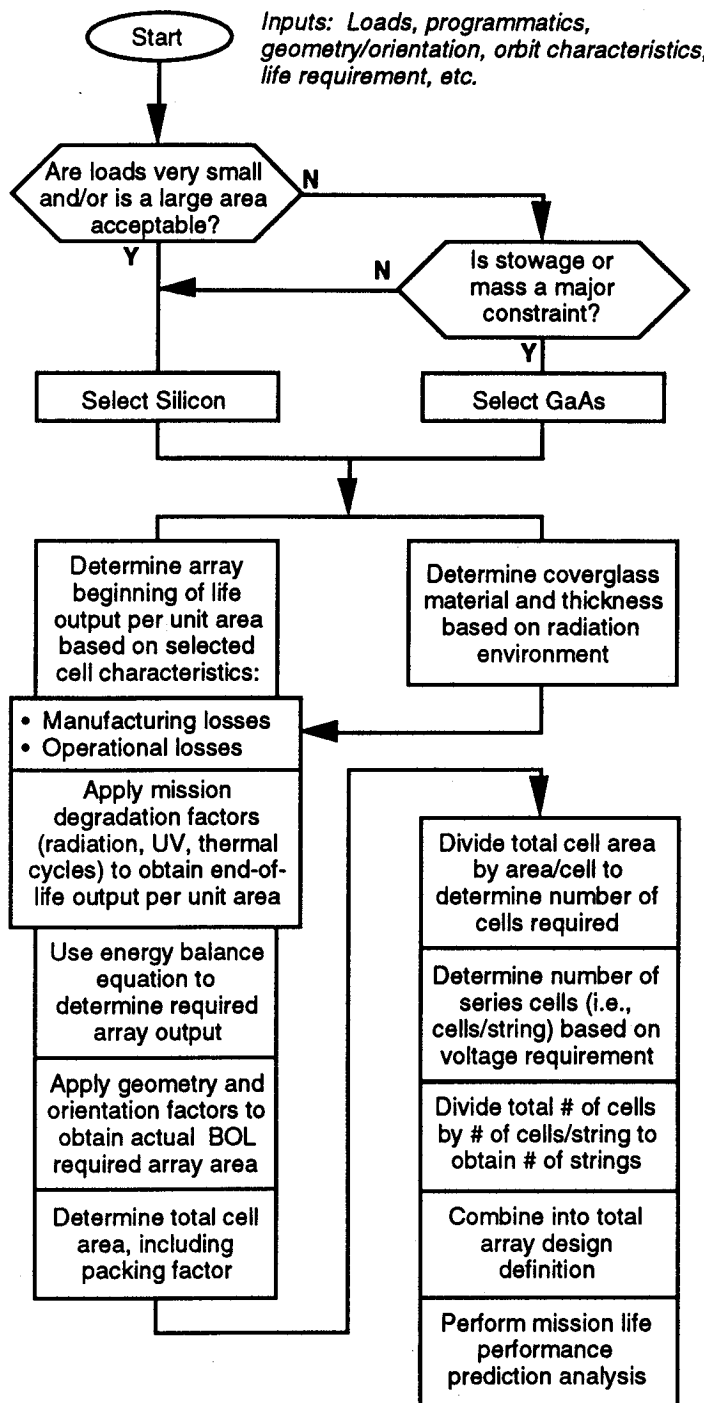 Start
Inputs: Loads, programmatics,
geometry/orientation, orbit characteristics,
life requirement, etc.
Are loads very small
and/or is a large area
acceptable?
N
Y
Is stowage or
mass a major
constraint?
N
Y
Select Silicon
Select GaAs
Determine array
beginning of life
output per unit area
based on selected
cell characteristics:
• Manufacturing losses
• Operational losses
Apply mission
degradation factors
(radiation, UV, thermal
cycles) to obtain end-of-
life output per unit area
Use energy balance
equation to
determine required
array output
Apply geometry and
orientation factors to
obtain actual BOL
required array area
Determine total cell
area, including
packing factor
Determine coverglass
material and thickness
based on radiation
environment
Divide total cell area
by area/cell to
determine number of
cells required
Determine number of
series cells (i.e.,
cells/string) based on
voltage requirement
Divide total # of cells
by # of cells/string to
obtain # of strings
Combine into total
array design
definition
Perform mission life
performance
prediction analysis